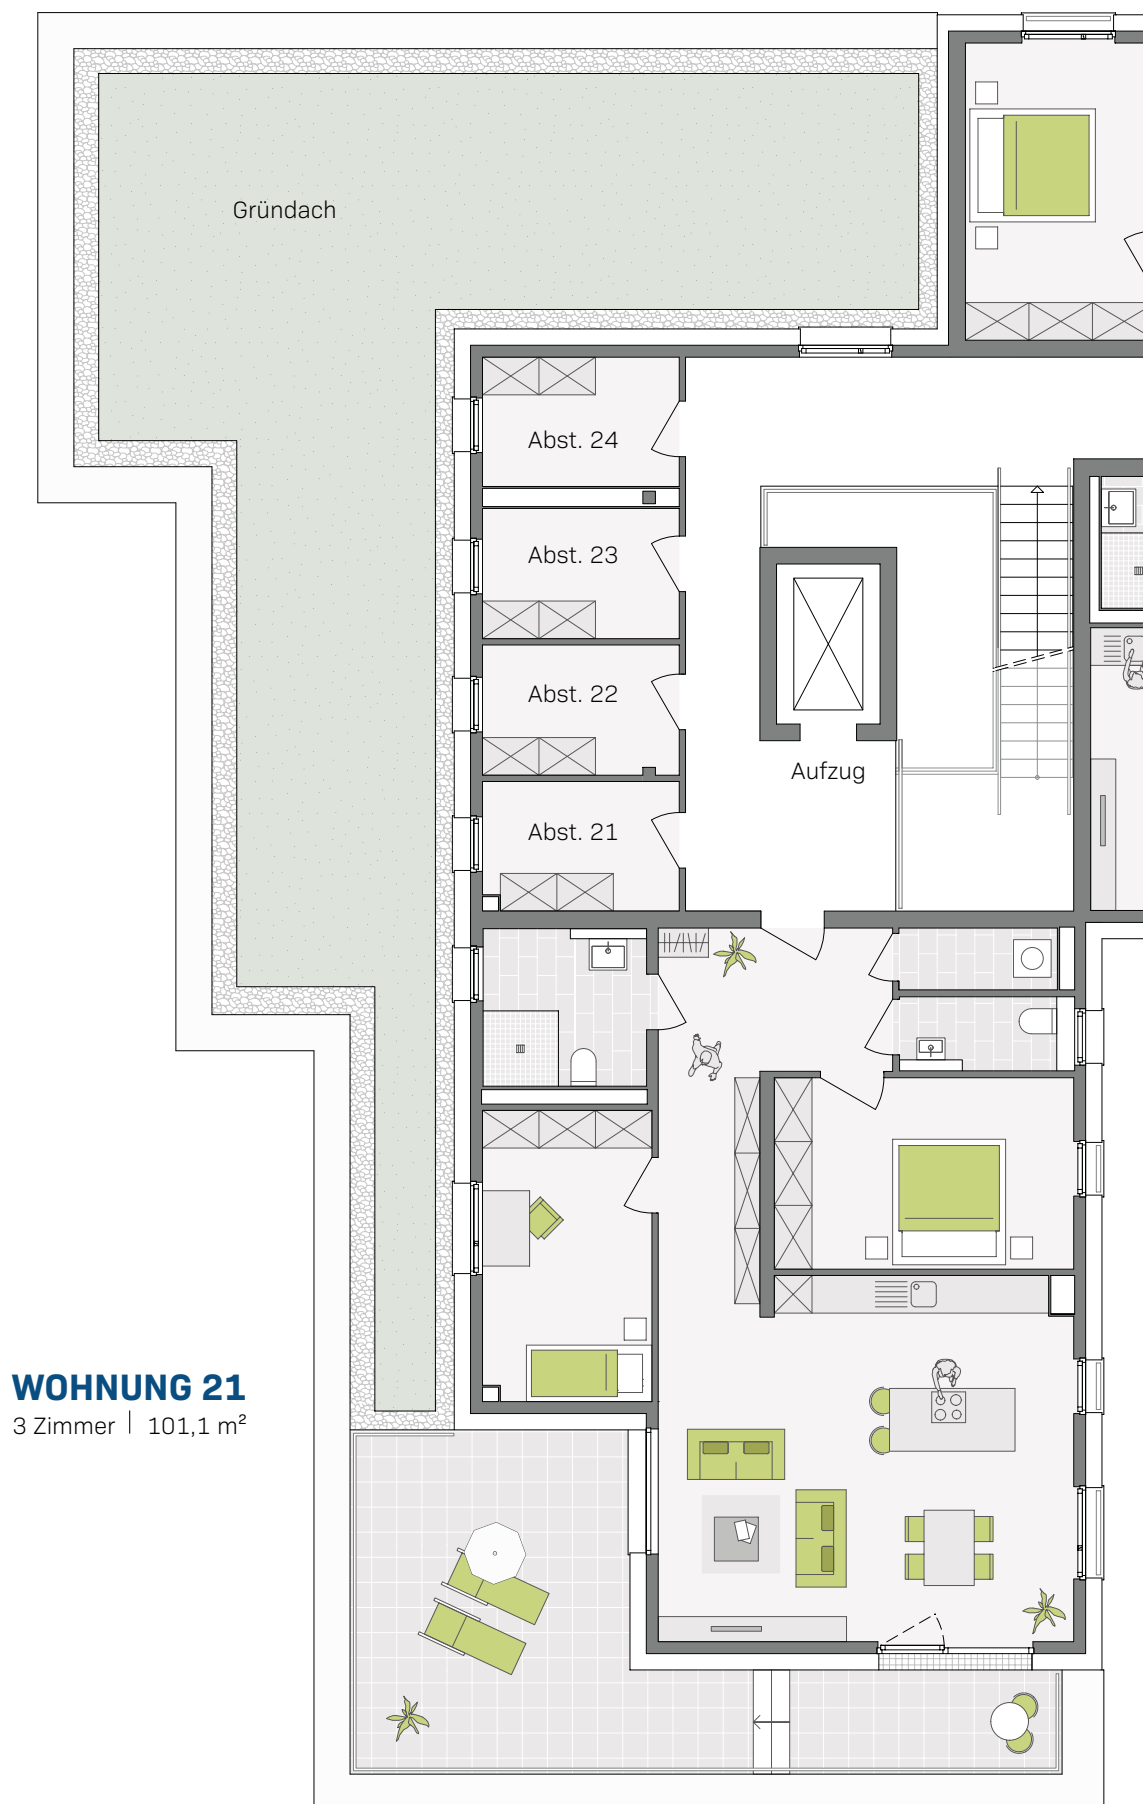 Gründach
Abst. 24
Abst. 23
Abst. 22
Aufzug
Abst. 21
WOHNUNG 21
3 Zimmer | 101,1 m²